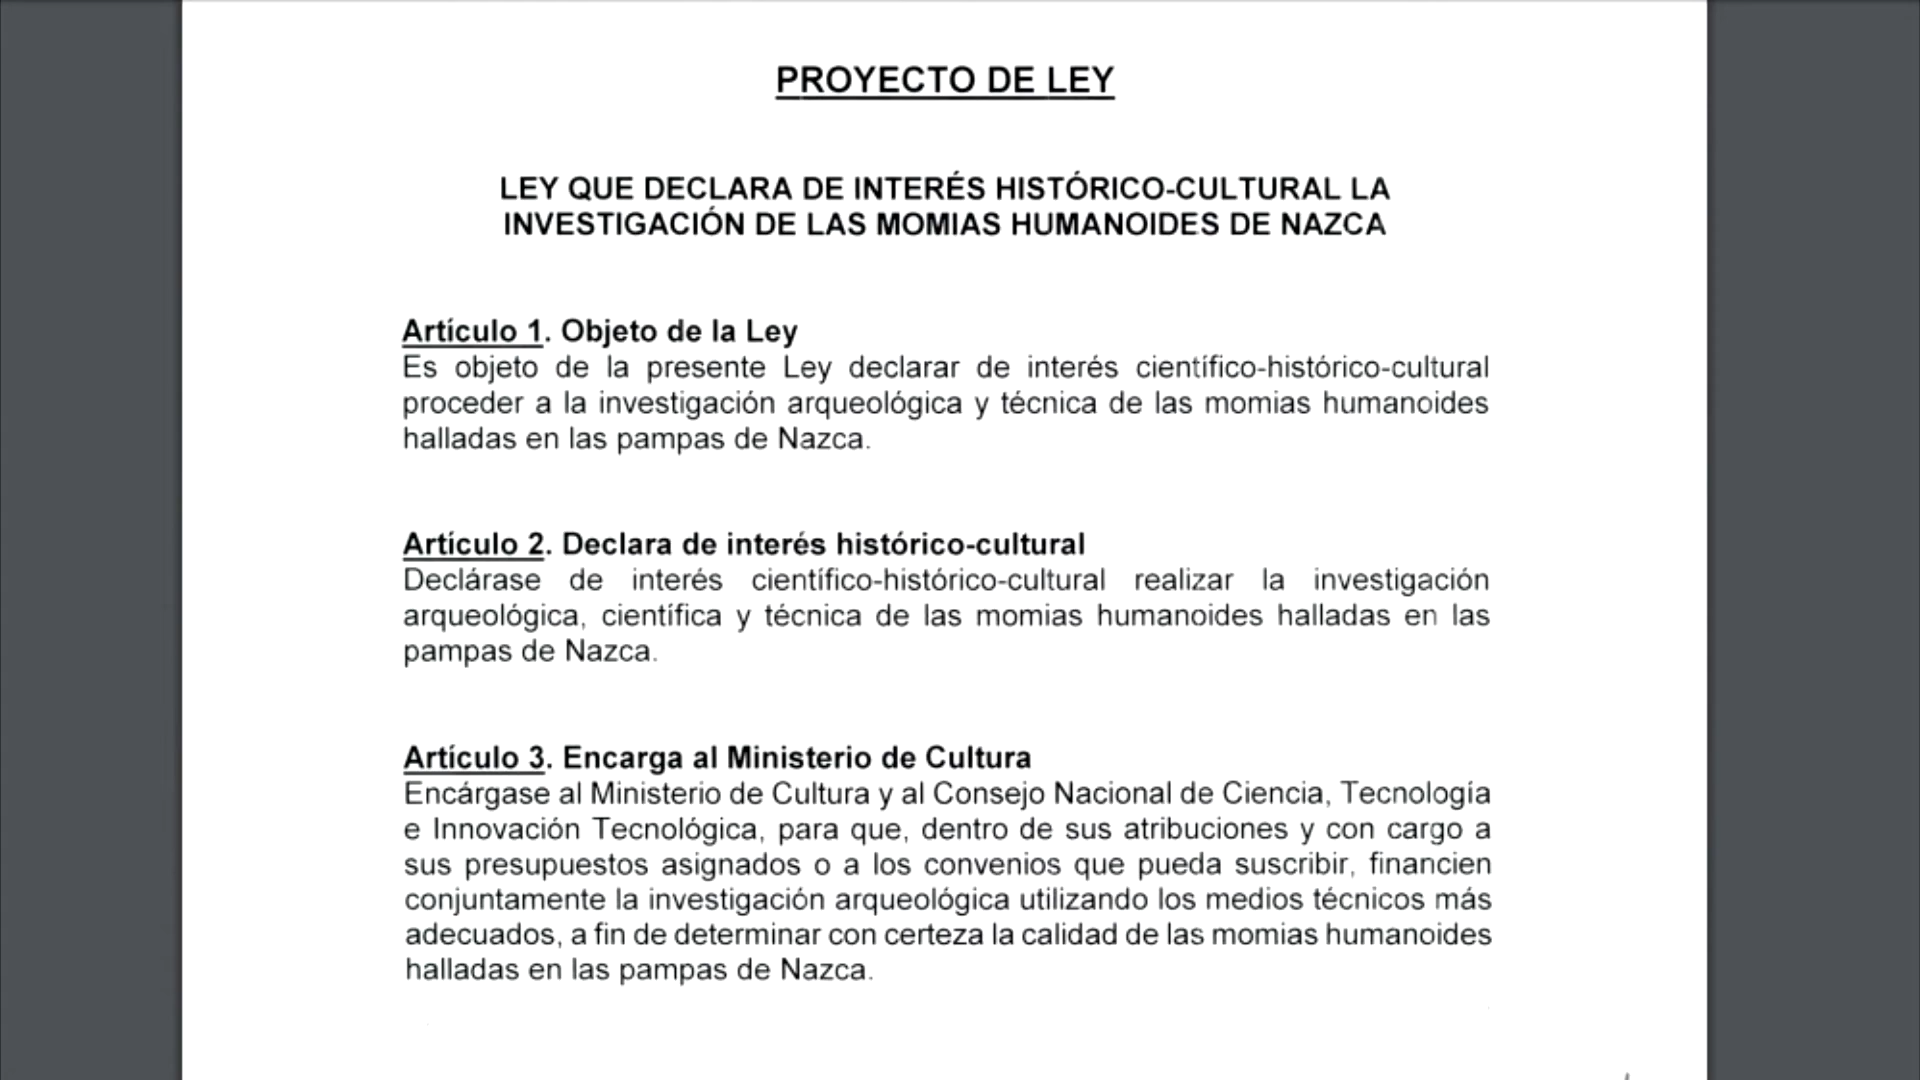 PROYECTO DE LEY
LEY QUE DECLARA DE INTERÉS HISTÓRICO-CULTURAL LA
INVESTIGACIÓN DE LAS MOMIAS HUMANOIDES DE NAZCA
Artículo 1. Objeto de la Ley
Es objeto de la presente Ley declarar de interés científico-histórico-cultural
proceder a la investigación arqueológica y técnica de las momias humanoides
halladas en las pampas de Nazca.
Artículo 2. Declara de interés histórico-cultural
Declárase de interés científico-histórico-cultural realizar la investigación
arqueológica, científica y técnica de las momias humanoides halladas en las
pampas de Nazca.
Artículo 3. Encarga al Ministerio de Cultura
Encárgase al Ministerio de Cultura y al Consejo Nacional de Ciencia, Tecnología
e Innovación Tecnológica, para que, dentro de sus atribuciones y con cargo a
sus presupuestos asignados o a los convenios que pueda suscribir, financien
conjuntamente la investigación arqueológica utilizando los medios técnicos más
adecuados, a fin de determinar con certeza la calidad de las momias humanoides
halladas en las pampas de Nazca.